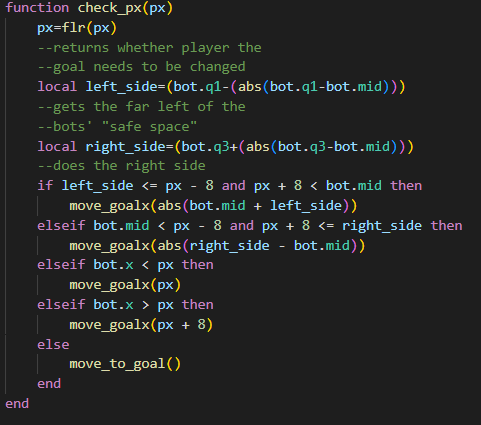 function check_px(px)
    px=flr(px)
    --returns whether player the
    --goal needs to be changed
    local left_side=(bot.q1-(abs(bot.q1-bot.mid)))
    --gets the far left of the
    --bots' "safe space"
    local right_side=(bot.q3+(abs(bot.q3-bot.mid)))
    --does the right side
    if left_side <= px - 8 and px + 8 < bot.mid then
        move_goalx(abs(bot.mid + left_side))
    elseif bot.mid < px - 8 and px + 8 <= right_side then
        move_goalx(abs(right_side - bot.mid))
    elseif bot.x < px then
        move_goalx(px)
    elseif bot.x > px then
        move_goalx(px + 8)
    else
        move_to_goal()
    end
end